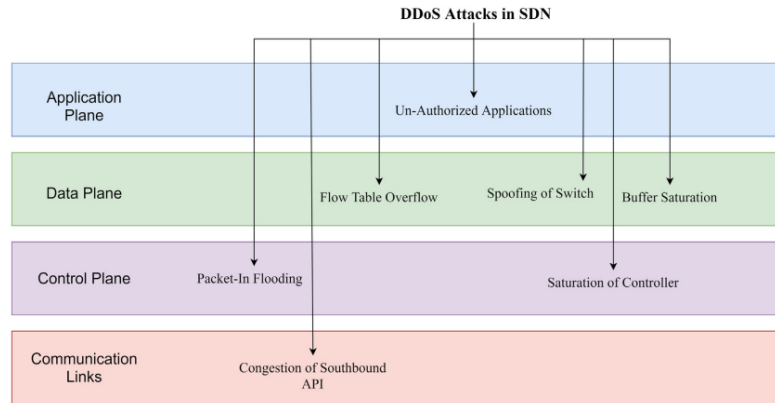 DDoS Attacks in SDN
Application
Plane
Un-Authorized Applications
Data Plane
Flow Table Overflow
Spoofing of Switch
Buffer Saturation
Control Plane
Packet-In Flooding
Saturation of Controller
Communication
Links
Congestion of Southbound
API